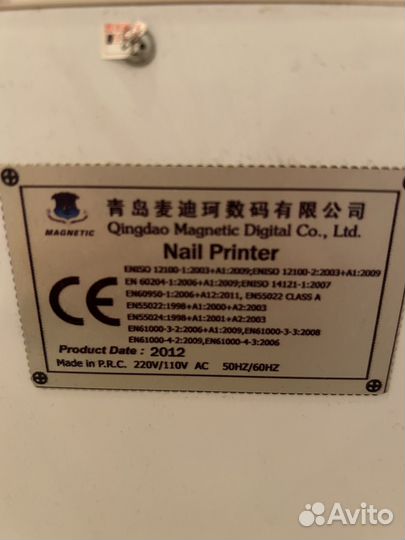 青岛麦迪珂数码有限公司
MAGNETIC
Qingdao Magnetic Digital Co., Ltd.
Nail Printer
ENISO 12100-1:2003+A1:2009;ENISO 12100-2:2003+A1:2009
EN 60204-1:2006+A1:2009;ENISO 14121-1:2007
EN60950-1:2006+A12:2011, EN55022 CLASS A
EN55022:1998+A1:2000+A2:2003
EN55024:1998+A1:2001+A2:2003
EN61000-3-2:2006+A1:2009,EN61000-3-3:2008
EN61000-4-2:2009,EN61000-4-3:2006
CE
Product Date : 2012
Made in P.R.C. 220V/110V AC 50HZ/60HZ
Avito